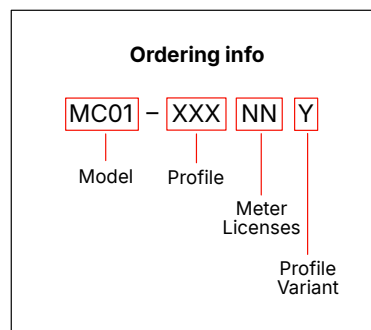 Ordering info
MC01 – XXX NN Y
Model Profile
Meter
Licenses
Profile
Variant